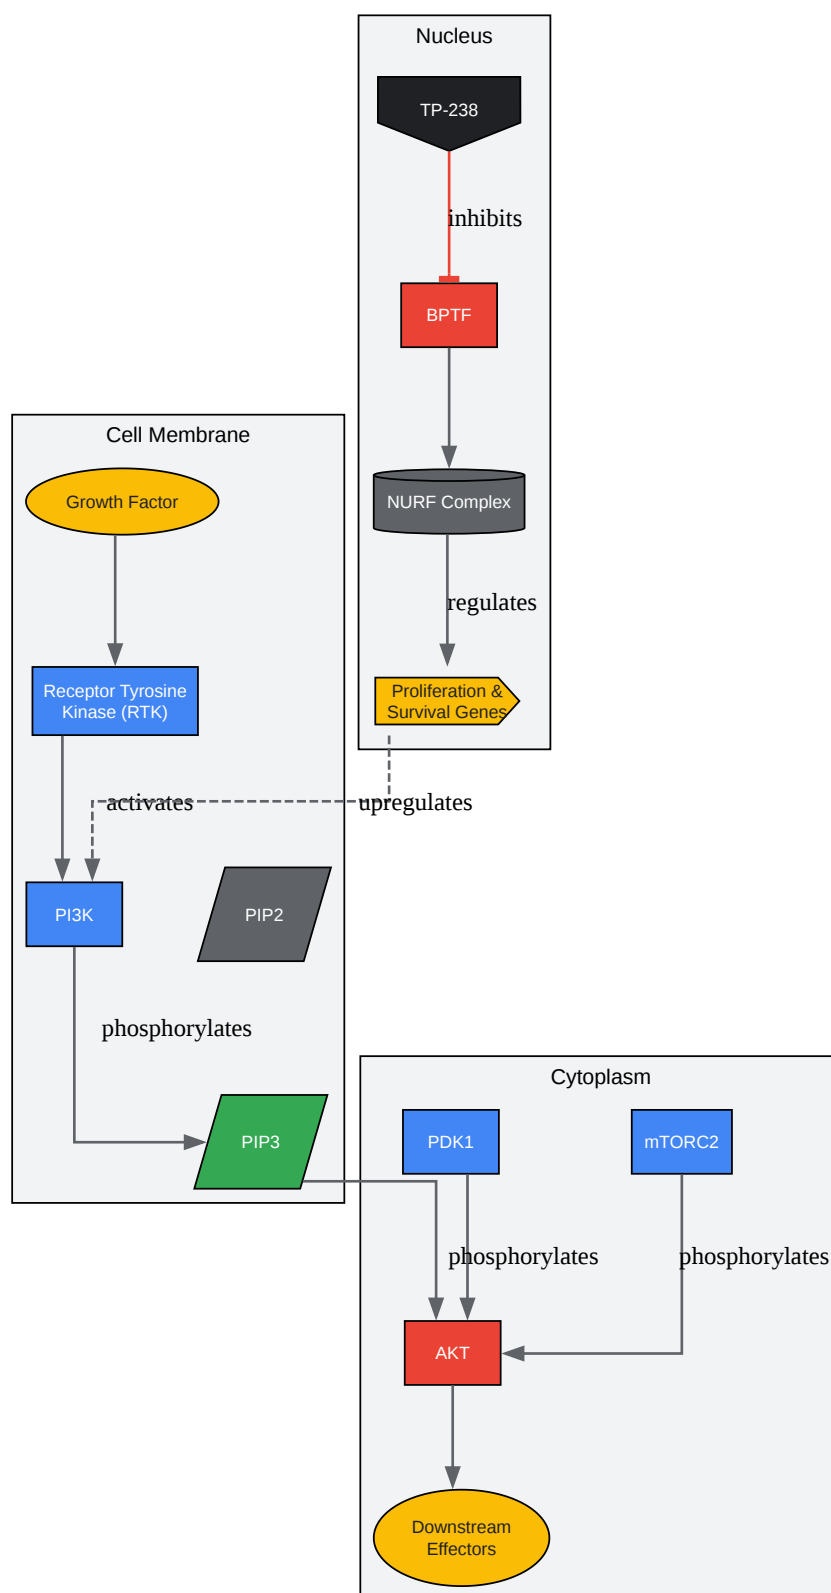 Nucleus
TP-238
inhibits
BPTF
Cell Membrane
Growth Factor
NURF Complex
regulates
Receptor Tyrosine
Kinase (RTK)
Proliferation &
Survival Genes
activates
upregulates
PI3K
PIP2
phosphorylates
Cytoplasm
PIP3
PDK1
mTORC2
phosphorylates
phosphorylates
AKT
Downstream
Effectors